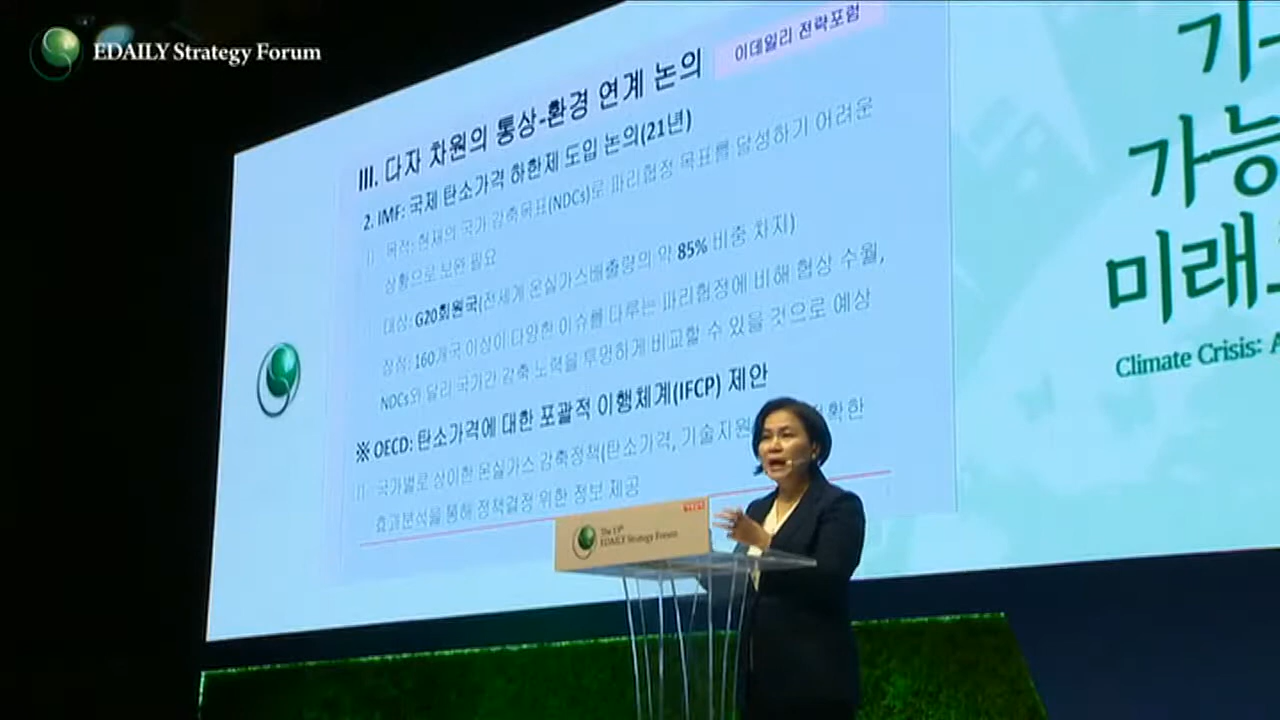 EDAILY Strategy Forum
이데일리 전략포럼
III. 다자 차원의 통상-환경 연계 논의
2. IMF: 국제 탄소가격 하한제 도입 논의(21년)
목적: 현재의 국가 감축목표(NDCs)로 파리협정 목표를 달성하기 어려운
상황으로 보완 필요
대상: G20회원국(전세계 온실가스배출량의 약 85% 비중 차지)
장점: 160개국 이상이 다양한 이슈를 다루는 파리협정에 비해 협상 수월,
NDCs와 달리 국가간 감축 노력을 투명하게 비교할 수 있을 것으로 예상
※ OECD: 탄소가격에 대한 포괄적 이행체계(IFCP) 제안
국가별로 상이한 온실가스 감축정책(탄소가격, 기술지원
효과분석을 통해 정책결정 위한 정보 제공
가능
미래
Climate Crisis: A
The 13th
EDAILY Strategy Forum